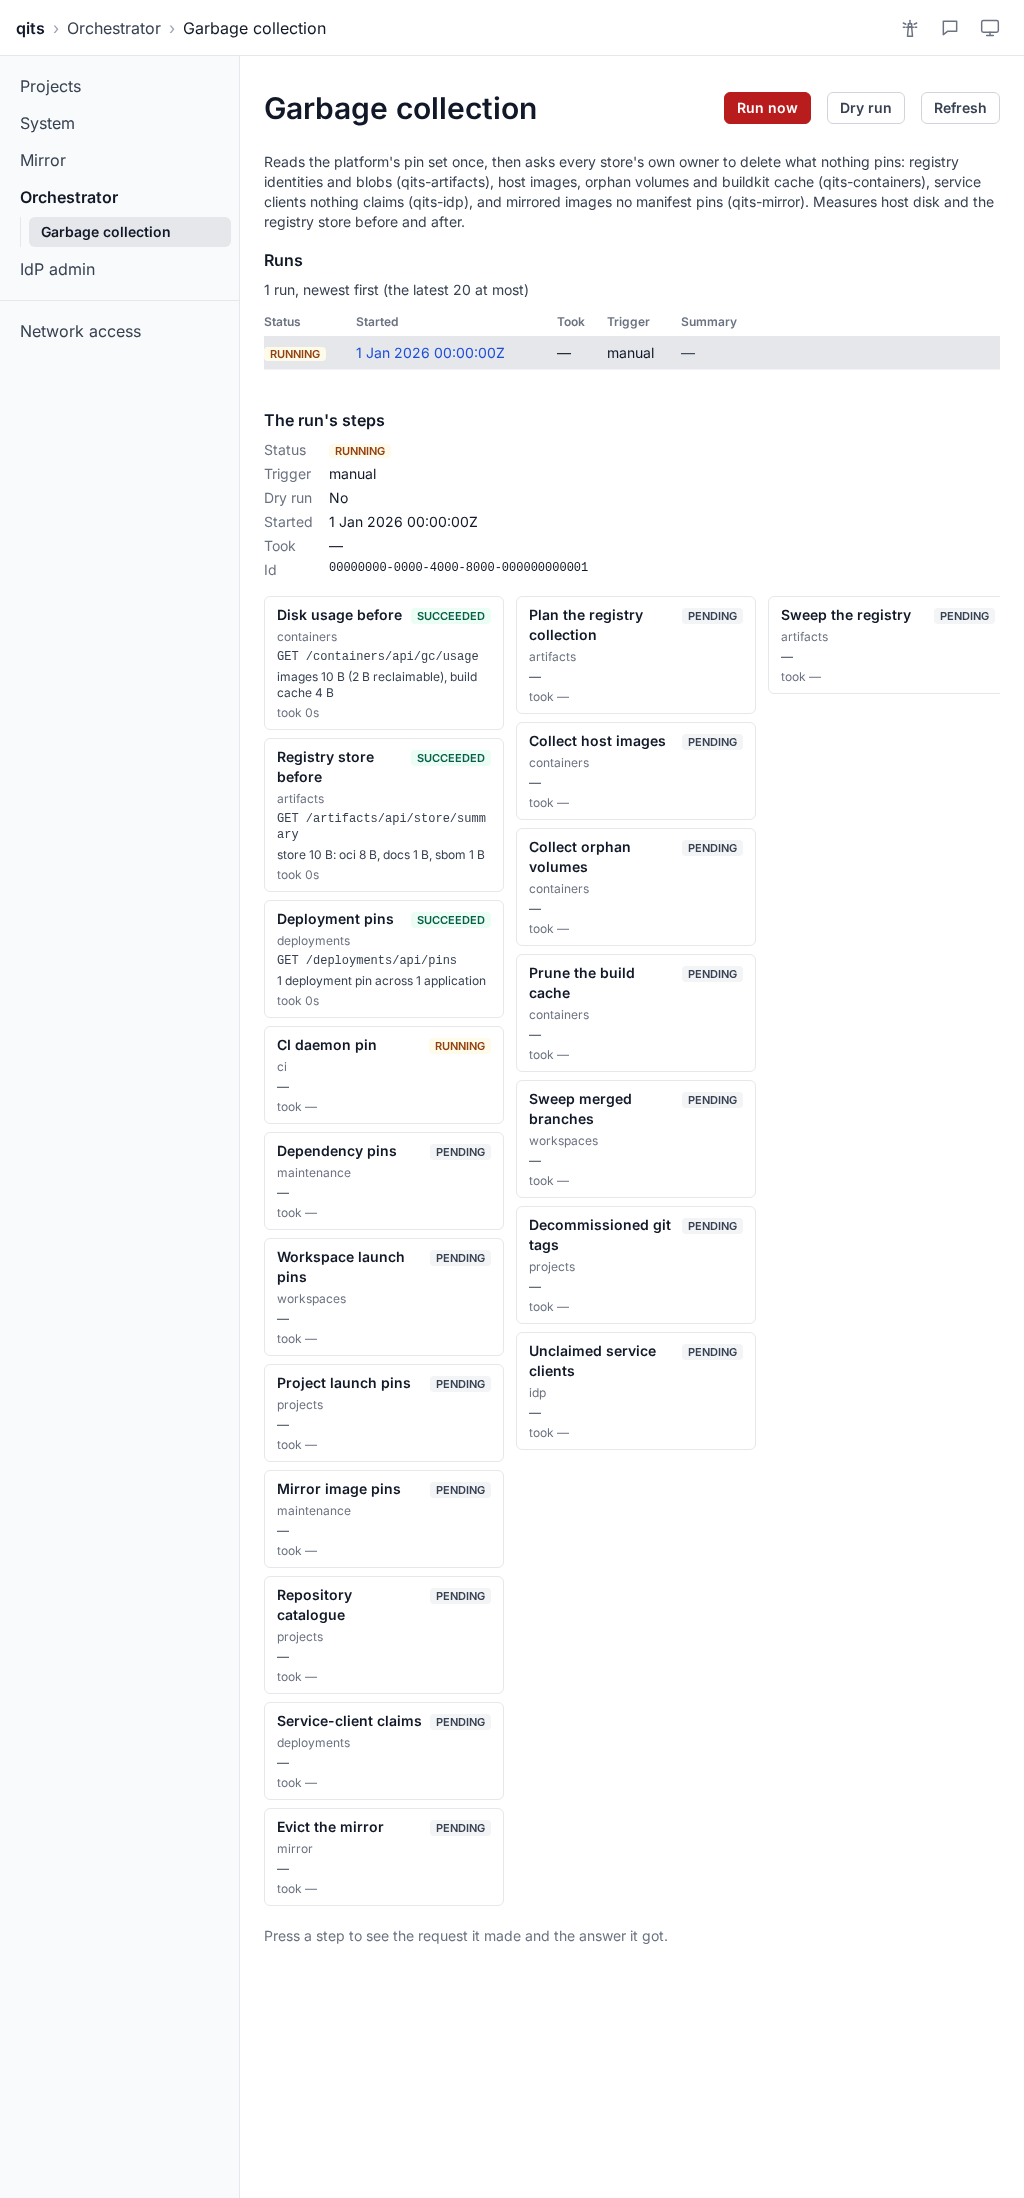 qits › Orchestrator › Garbage collection
Projects
System
Mirror
Orchestrator
Garbage collection
IdP admin
Network access
Garbage collection
Run now
Dry run
Refresh
Reads the platform's pin set once, then asks every store's own owner to delete what nothing pins: registry
identities and blobs (qits-artifacts), host images, orphan volumes and buildkit cache (qits-containers), service
clients nothing claims (qits-idp), and mirrored images no manifest pins (qits-mirror). Measures host disk and the
registry store before and after.
Runs
1 run, newest first (the latest 20 at most)
Status Started Took Trigger Summary
RUNNING 1 Jan 2026 00:00:00Z — manual —
The run's steps
Status RUNNING
Trigger manual
Dry run No
Started 1 Jan 2026 00:00:00Z
Took —
Id 00000000-0000-4000-8000-000000000001
Disk usage before SUCCEEDED
containers
GET /containers/api/gc/usage
images 10 B (2 B reclaimable), build
cache 4 B
took 0s
Registry store
before
SUCCEEDED
artifacts
GET /artifacts/api/store/summ
ary
store 10 B: oci 8 B, docs 1 B, sbom 1 B
took 0s
Deployment pins SUCCEEDED
deployments
GET /deployments/api/pins
1 deployment pin across 1 application
took 0s
CI daemon pin RUNNING
ci
—
took —
Dependency pins PENDING
maintenance
—
took —
Workspace launch
pins
PENDING
workspaces
—
took —
Project launch pins PENDING
projects
—
took —
Mirror image pins PENDING
maintenance
—
took —
Repository
catalogue
PENDING
projects
—
took —
Service-client claims PENDING
deployments
—
took —
Evict the mirror PENDING
mirror
—
took —
Plan the registry
collection
PENDING
artifacts
—
took —
Collect host images PENDING
containers
—
took —
Collect orphan
volumes
PENDING
containers
—
took —
Prune the build
cache
PENDING
containers
—
took —
Sweep merged
branches
PENDING
workspaces
—
took —
Decommissioned git
tags
PENDING
projects
—
took —
Unclaimed service
clients
PENDING
idp
—
took —
Sweep the registry PENDING
artifacts
—
took —
Press a step to see the request it made and the answer it got.